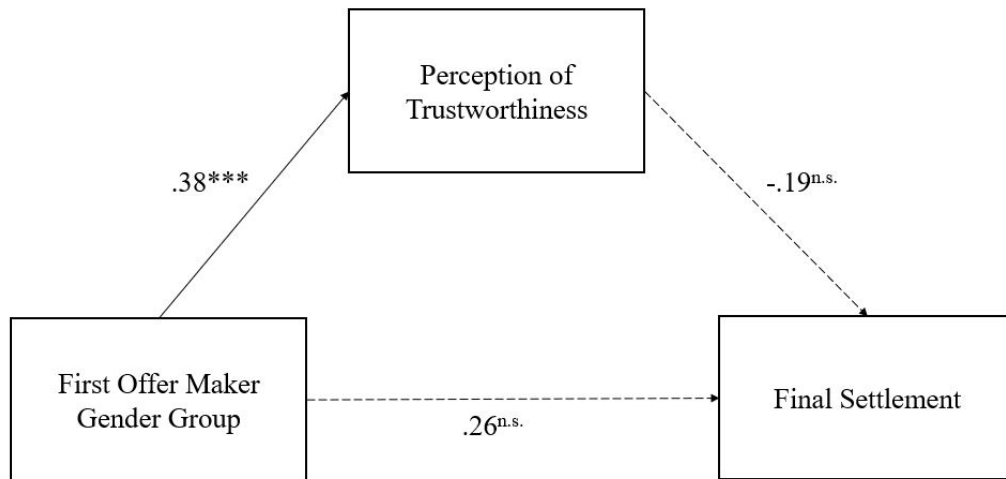 Perception of
Trustworthiness
.38***
-.19n.s.
First Offer Maker
Gender Group
Final Settlement
.26n.s.